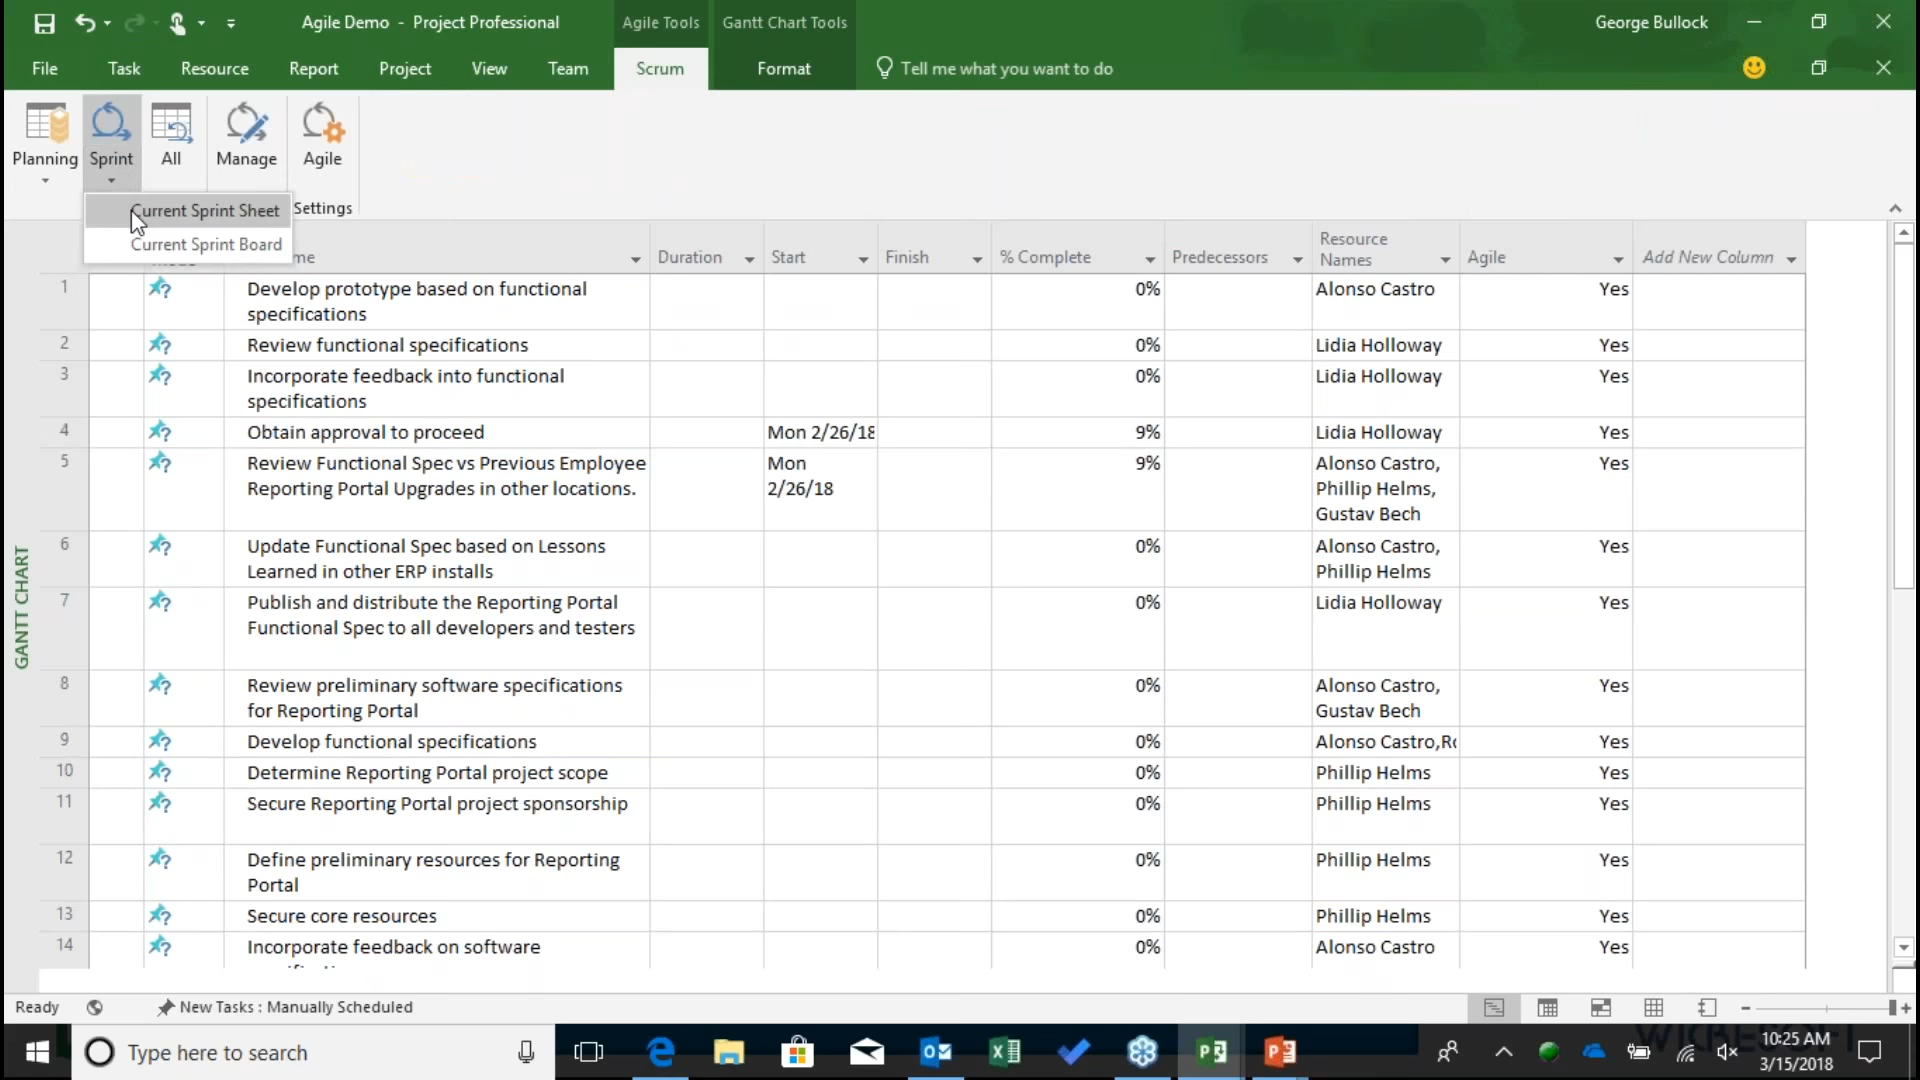 Agile Demo - Project Professional
Agile Tools
Gantt Chart Tools
George Bullock
File
Task
Resource
Report
Project
View
Team
Scrum
Format
Tell me what you want to do
Planning
Sprint
All
Manage
Agile
Settings
Current Sprint Sheet
Current Sprint Board
Duration
Start
Finish
% Complete
Predecessors
Resource
Names
Agile
Add New Column
GANTT CHART
1
Develop prototype based on functional
specifications
0%
Alonso Castro
Yes
2
Review functional specifications
0%
Lidia Holloway
Yes
3
Incorporate feedback into functional
specifications
0%
Lidia Holloway
Yes
4
Obtain approval to proceed
Mon 2/26/18
9%
Lidia Holloway
Yes
5
Review Functional Spec vs Previous Employee
Reporting Portal Upgrades in other locations.
Mon
2/26/18
9%
Alonso Castro,
Phillip Helms,
Gustav Bech
Yes
6
Update Functional Spec based on Lessons
Learned in other ERP installs
0%
Alonso Castro,
Phillip Helms
Yes
7
Publish and distribute the Reporting Portal
Functional Spec to all developers and testers
0%
Lidia Holloway
Yes
8
Review preliminary software specifications
for Reporting Portal
0%
Alonso Castro,
Gustav Bech
Yes
9
Develop functional specifications
0%
Alonso Castro,
Yes
10
Determine Reporting Portal project scope
0%
Phillip Helms
Yes
11
Secure Reporting Portal project sponsorship
0%
Phillip Helms
Yes
12
Define preliminary resources for Reporting
Portal
0%
Phillip Helms
Yes
13
Secure core resources
0%
Phillip Helms
Yes
14
Incorporate feedback on software
0%
Alonso Castro
Yes
Ready
New Tasks : Manually Scheduled
Type here to search
10:25 AM
3/15/2018